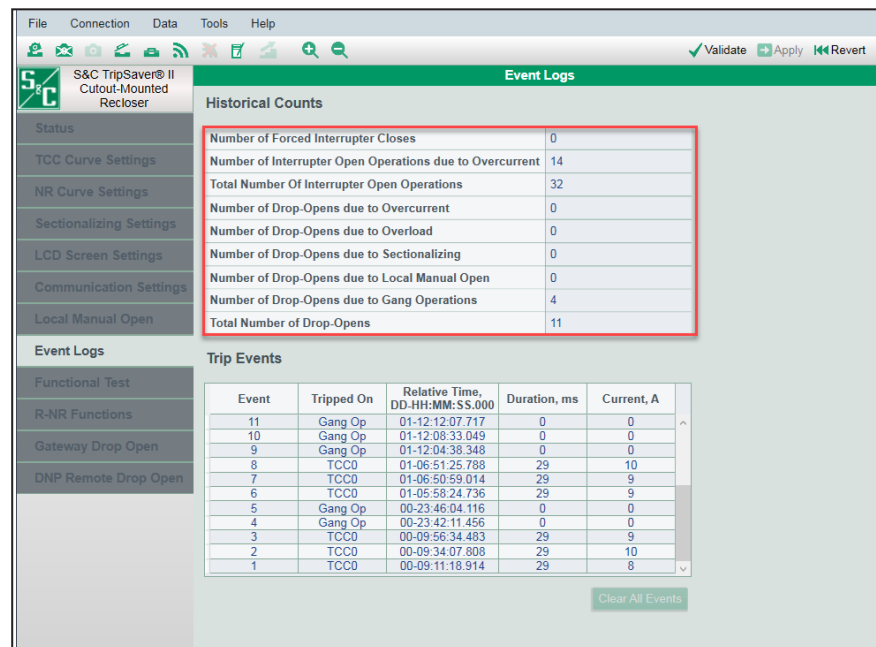 File Connection Data Tools Help
Validate Apply Revert
S&C
S&C TripSaver® II
Cutout-Mounted
Recloser
Status
TCC Curve Settings
NR Curve Settings
Sectionalizing Settings
LCD Screen Settings
Communication Settings
Local Manual Open
Event Logs
Functional Test
R-NR Functions
Gateway Drop Open
DNP Remote Drop Open
Event Logs
Historical Counts
Number of Forced Interrupter Closes 0
Number of Interrupter Open Operations due to Overcurrent 14
Total Number Of Interrupter Open Operations 32
Number of Drop-Opens due to Overcurrent 0
Number of Drop-Opens due to Overload 0
Number of Drop-Opens due to Sectionalizing 0
Number of Drop-Opens due to Local Manual Open 0
Number of Drop-Opens due to Gang Operations 4
Total Number of Drop-Opens 11
Trip Events
Event Tripped On Relative Time, DD-HH:MM:SS.000 Duration, ms Current, A
11 Gang Op 01-12:12:07.717 0 0
10 Gang Op 01-12:08:33.049 0 0
9 Gang Op 01-12:04:38.348 0 0
8 TCC0 01-06:51:25.788 29 10
7 TCC0 01-06:50:59.014 29 9
6 TCC0 01-05:58:24.736 29 9
5 Gang Op 00-23:46:04.116 0 0
4 Gang Op 00-23:42:11.456 0 0
3 TCC0 00-09:56:34.483 29 9
2 TCC0 00-09:34:07.808 29 10
1 TCC0 00-09:11:18.914 29 8
Clear All Events